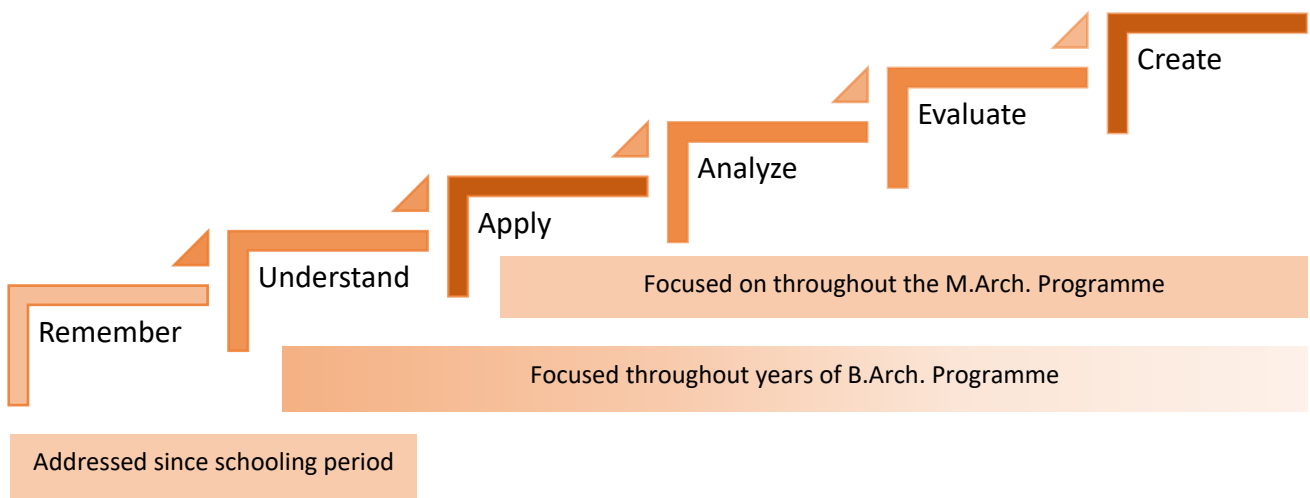 Create
Evaluate
Analyze
Apply
Understand
Remember
Focused on throughout the M.Arch. Programme
Focused throughout years of B.Arch. Programme
Addressed since schooling period